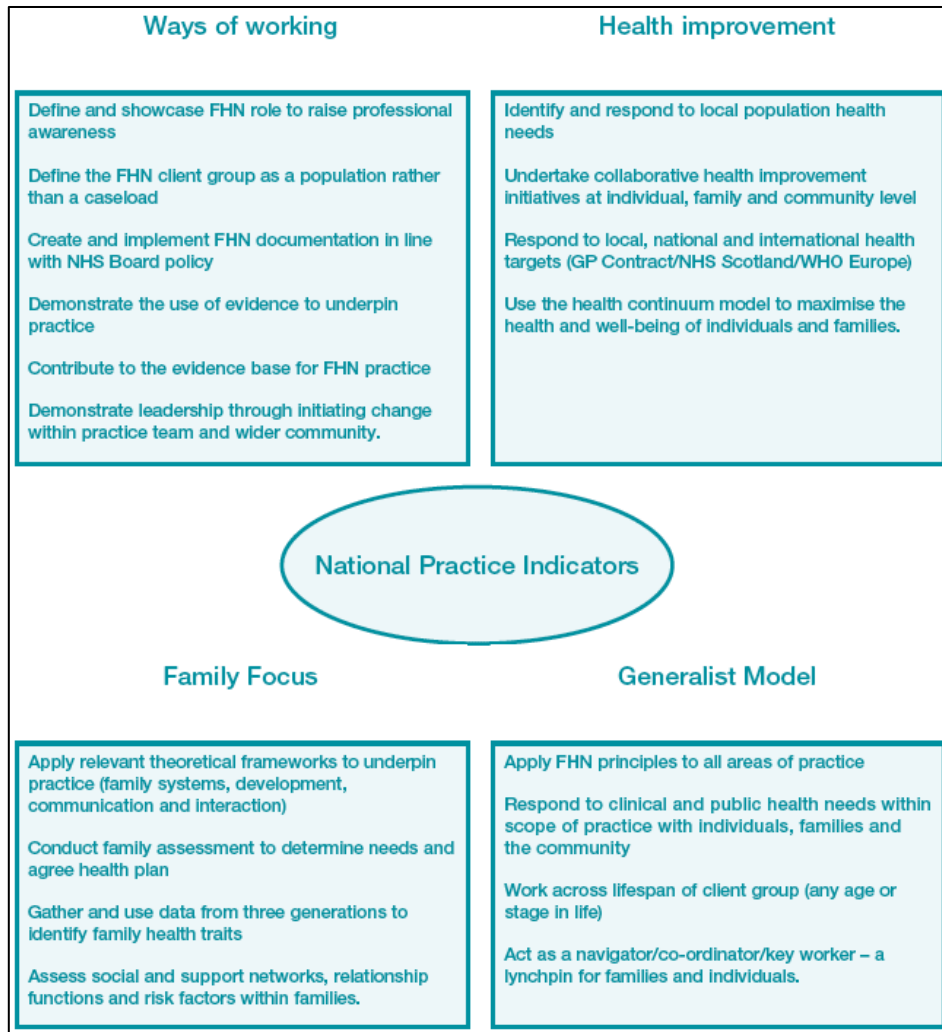 Ways of working
Define and showcase FHN role to raise professional
awareness
Define the FHN client group as a population rather
than a caseload
Create and implement FHN documentation in line
with NHS Board policy
Demonstrate the use of evidence to underpin
practice
Contribute to the evidence base for FHN practice
Demonstrate leadership through initiating change
within practice team and wider community.
Health improvement
Identify and respond to local population health
needs
Undertake collaborative health improvement
initiatives at individual, family and community level
Respond to local, national and international health
targets (GP Contract/NHS Scotland/WHO Europe)
Use the health continuum model to maximise the
health and well-being of individuals and families.
National Practice Indicators
Family Focus
Apply relevant theoretical frameworks to underpin
practice (family systems, development,
communication and interaction)
Conduct family assessment to determine needs and
agree health plan
Gather and use data from three generations to
identify family health traits
Assess social and support networks, relationship
functions and risk factors within families.
Generalist Model
Apply FHN principles to all areas of practice
Respond to clinical and public health needs within
scope of practice with individuals, families and
the community
Work across lifespan of client group (any age or
stage in life)
Act as a navigator/co-ordinator/key worker – a
lynchpin for families and individuals.